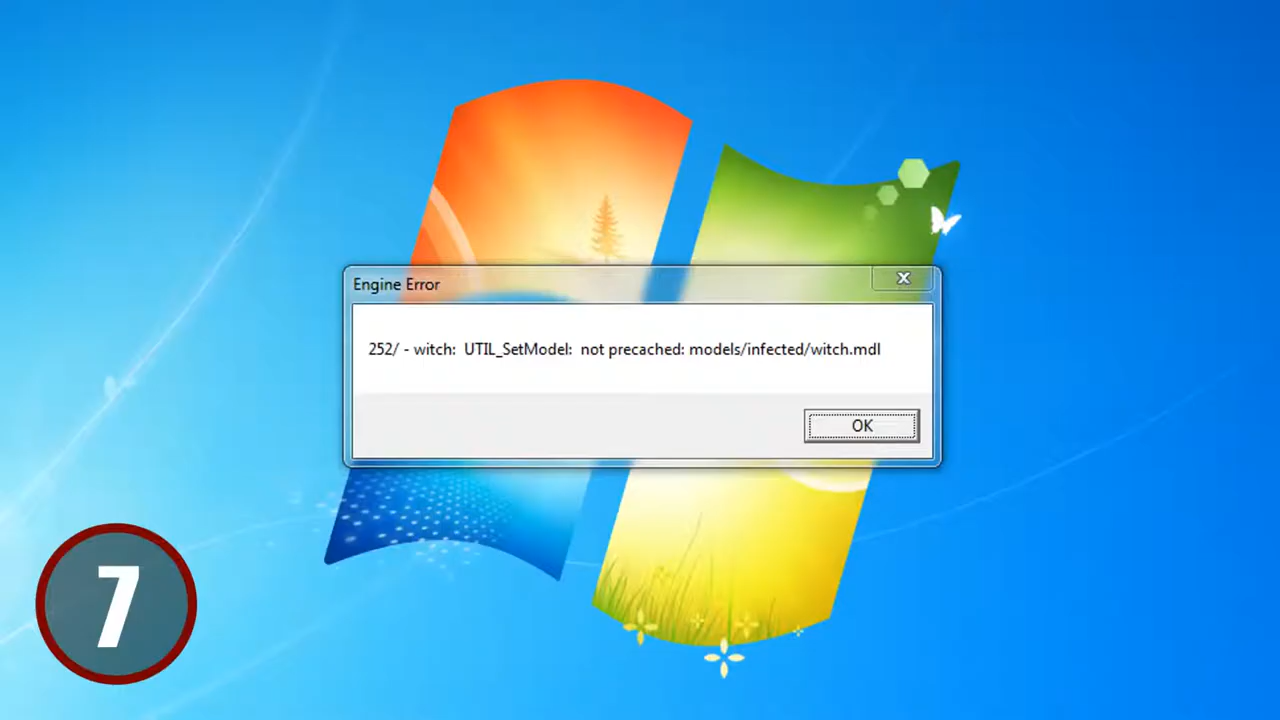 Engine Error
252/ - witch: UTIL_SetModel: not precached: models/infected/witch.mdl
OK
7